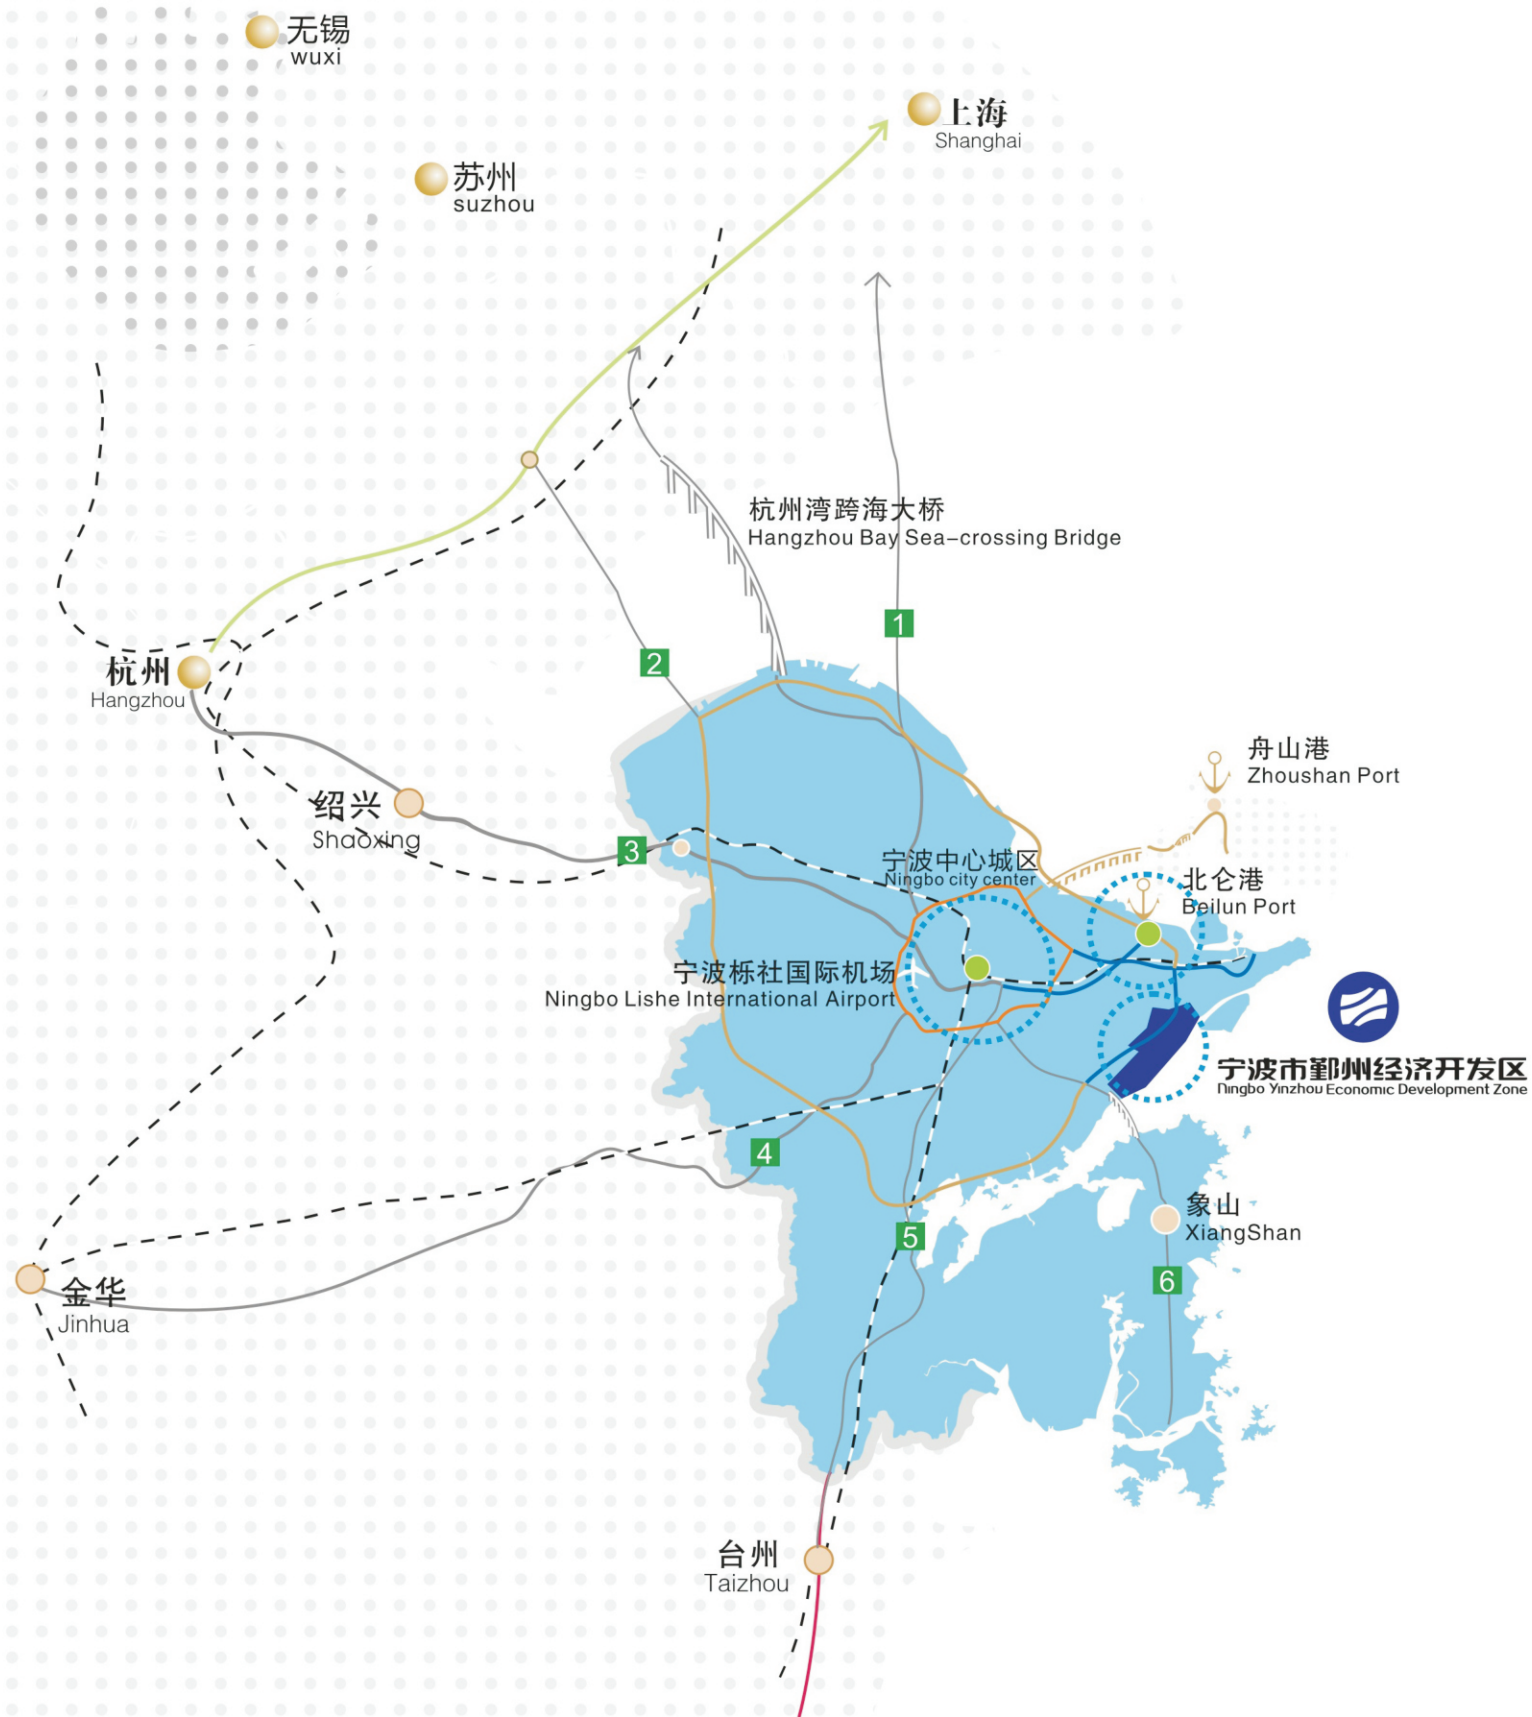 无锡
wuxi
上海
Shanghai
苏州
suzhou
杭州湾跨海大桥
Hangzhou Bay Sea-crossing Bridge
1
2
杭州
Hangzhou
舟山港
Zhoushan Port
绍兴
Shaoxing
3
宁波中心城区
Ningbo city center
北仑港
Beilun Port
宁波栎社国际机场
Ningbo Lishe International Airport
宁波市鄞州经济开发区
Ningbo Yinzhou Economic Development Zone
4
象山
XiangShan
5
6
金华
Jinhua
台州
Taizhou